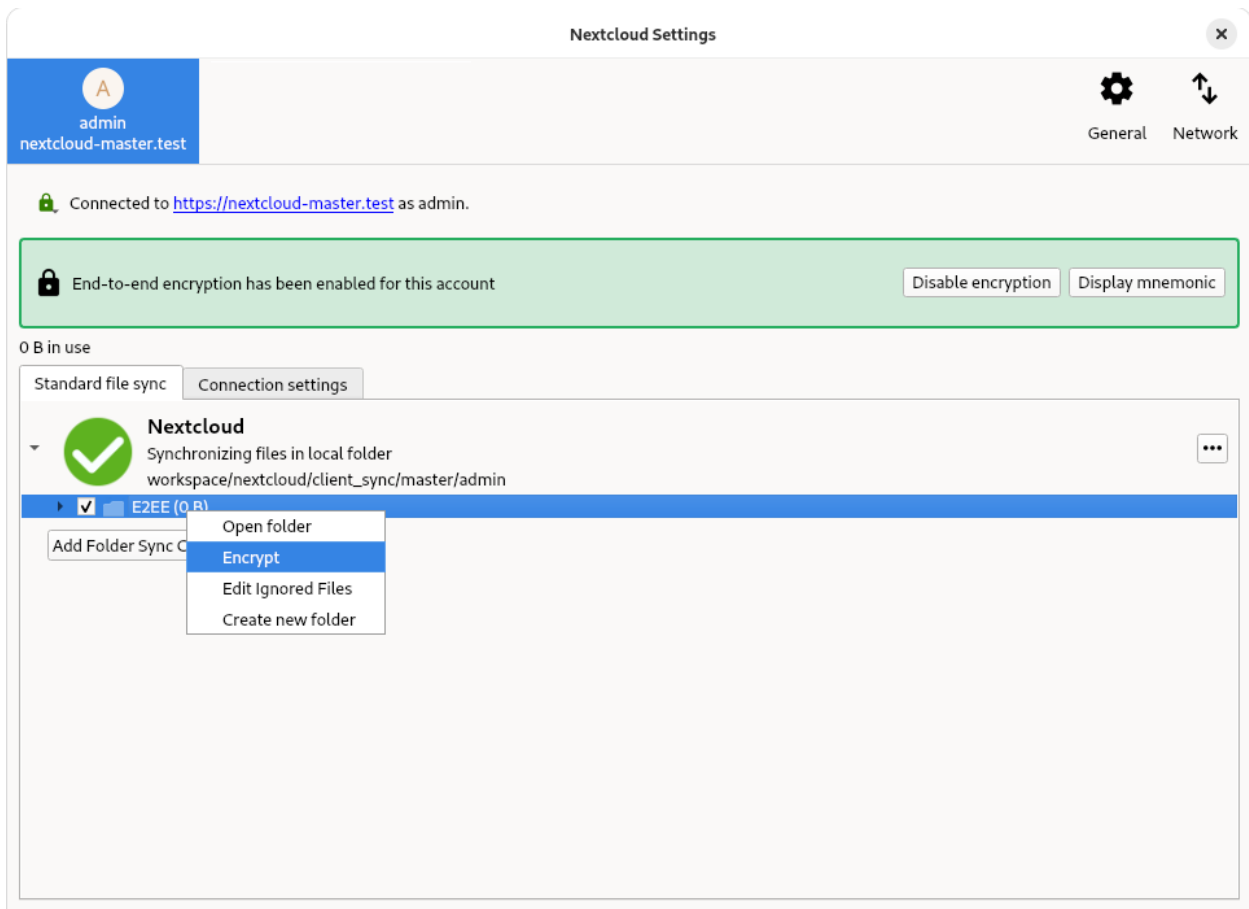 Nextcloud Settings
A
admin
nextcloud-master.test
General
Network
Connected to https://nextcloud-master.test as admin.
End-to-end encryption has been enabled for this account
Disable encryption
Display mnemonic
0 B in use
Standard file sync
Connection settings
Nextcloud
Synchronizing files in local folder
workspace/nextcloud/client_sync/master/admin
E2EE (0 B)
Add Folder Sync C
Open folder
Encrypt
Edit Ignored Files
Create new folder